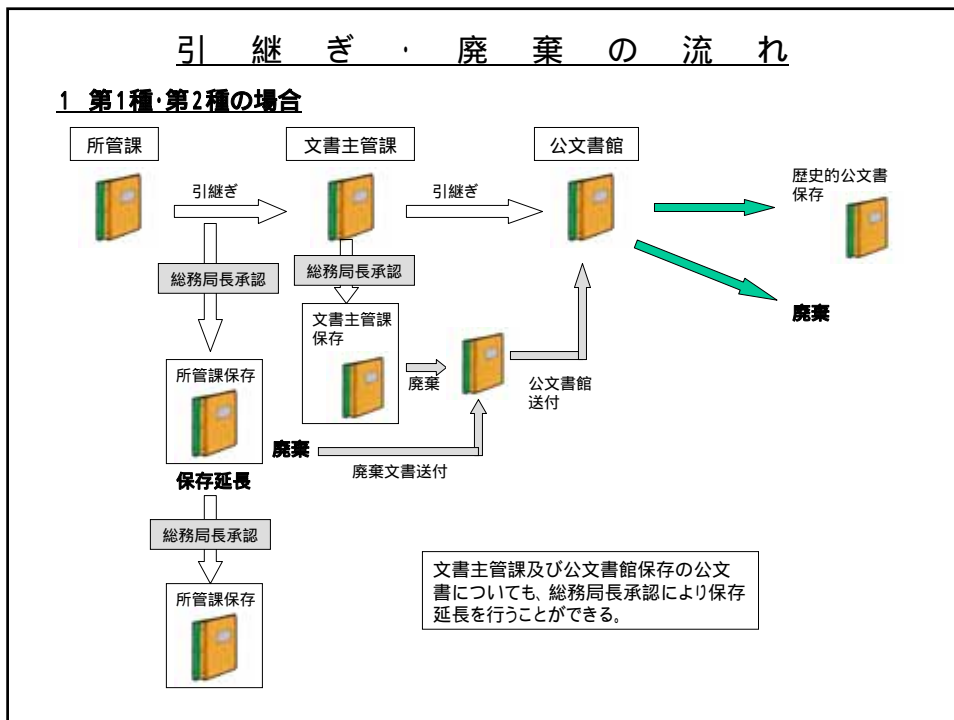 引継ぎ・廃棄の流れ
1 第1種・第2種の場合
所管課
文書主管課
公文書館
引継ぎ
引継ぎ
歴史的公文書
保存
総務局長承認
総務局長承認
廃棄
文書主管課
保存
所管課保存
廃棄
公文書館
送付
廃棄
廃棄文書送付
保存延長
総務局長承認
所管課保存
文書主管課及び公文書館保存の公文
書についても、総務局長承認により保存
延長を行うことができる。